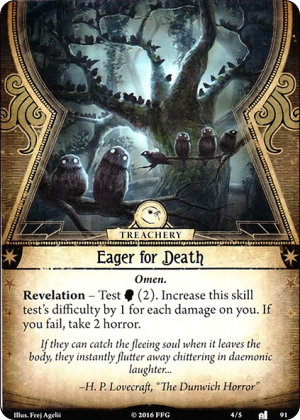 TREACHERY
Eager for Death
Omen.
Revelation – Test (2). Increase this skill
test's difficulty by 1 for each damage on you. If
you fail, take 2 horror.
If they can catch the fleeing soul when it leaves the
body, they instantly flutter away chittering in daemonic
laughter...
–H. P. Lovecraft, "The Dunwich Horror"
Illus. Frej Agelii © 2016 FFG 4/5 91